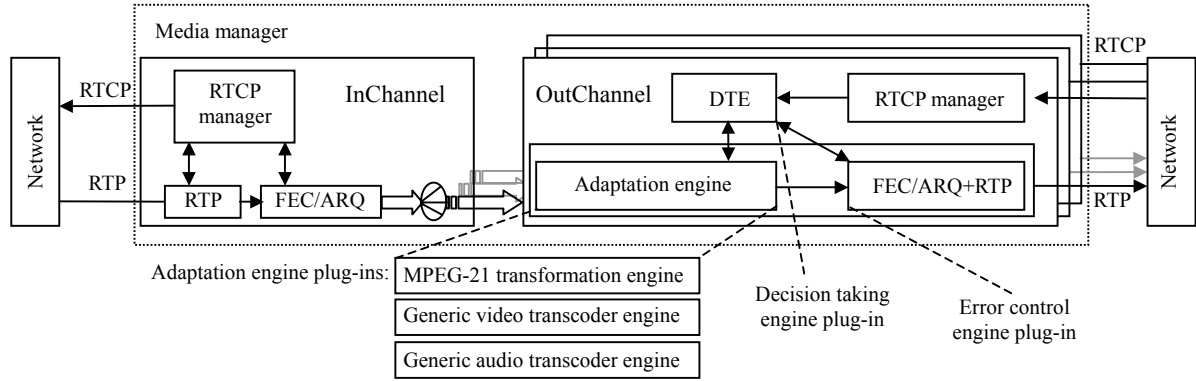 Media manager
Network
RTCP
RTP
InChannel
RTCP
manager
RTP
FEC/ARQ
OutChannel
DTE
RTCP manager
Adaptation engine
FEC/ARQ+RTP
RTCP
RTP
Network
Adaptation engine plug-ins:
MPEG-21 transformation engine
Generic video transcoder engine
Generic audio transcoder engine
Decision taking
engine plug-in
Error control
engine plug-in